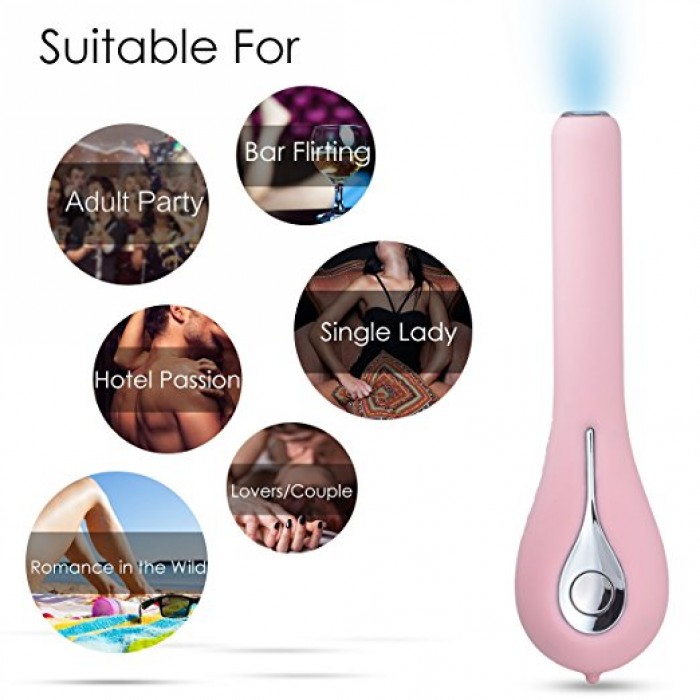 Suitable For
Bar Flirting
Adult Party
Single Lady
Hotel Passion
Lovers/Couple
Romance in the Wild